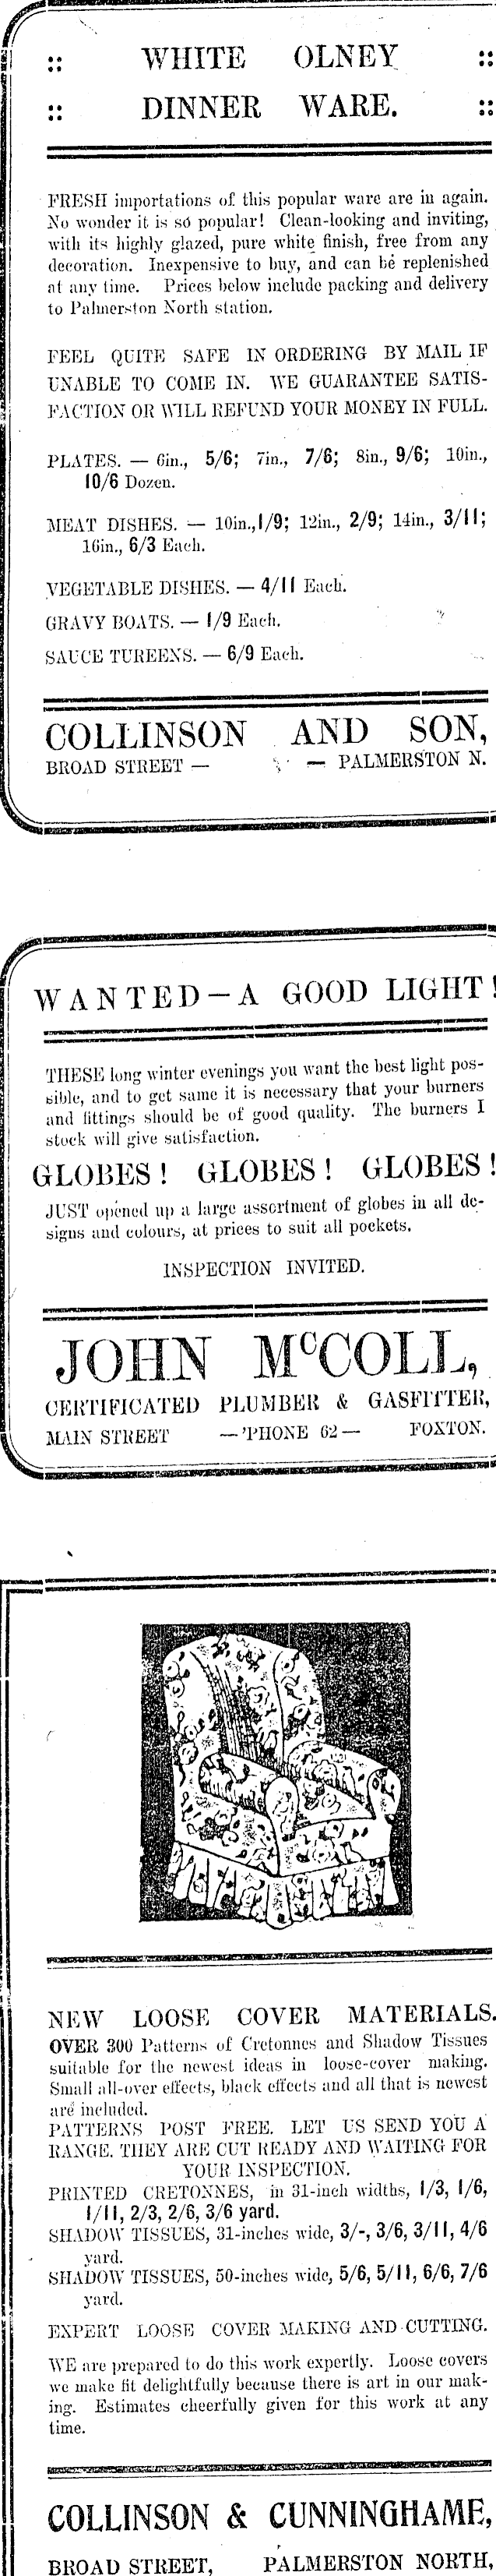 :: WHITE OLNEY ::
:: DINNER WARE. ::
FRESH importations of this popular ware are in again.
No wonder it is so popular! Clean-looking and inviting,
with its highly glazed, pure white finish, free from any
decoration. Inexpensive to buy, and can be replenished
at any time. Prices below include packing and delivery
to Palmerston North station.
FEEL QUITE SAFE IN ORDERING BY MAIL IF
UNABLE TO COME IN. WE GUARANTEE SATIS-
FACTION OR WILL REFUND YOUR MONEY IN FULL.
PLATES. — 6in., 5/6; 7in., 7/6; 8in., 9/6; 10in.,
10/6 Dozen.
MEAT DISHES. — 10in., 1/9; 12in., 2/9; 14in., 3/11;
16in., 6/3 Each.
VEGETABLE DISHES. — 4/11 Each.
GRAVY BOATS. — 1/9 Each.
SAUCE TUREENS. — 6/9 Each.
COLLINSON AND SON,
BROAD STREET — — PALMERSTON N.
WANTED—A GOOD LIGHT!
THESE long winter evenings you want the best light pos-
sible, and to get same it is necessary that your burners
and fittings should be of good quality. The burners I
stock will give satisfaction.
GLOBES! GLOBES! GLOBES!
JUST opened up a large assortment of globes in all de-
signs and colours, at prices to suit all pockets.
INSPECTION INVITED.
JOHN McCOLL,
CERTIFICATED PLUMBER & GASFITTER,
MAIN STREET —'PHONE 62— FOXTON.
NEW LOOSE COVER MATERIALS.
OVER 300 Patterns of Cretonnes and Shadow Tissues
suitable for the newest ideas in loose-cover making.
Small all-over effects, black effects and all that is newest
are included.
PATTERNS POST FREE. LET US SEND YOU A
RANGE. THEY ARE CUT READY AND WAITING FOR
YOUR INSPECTION.
PRINTED CRETONNES, in 31-inch widths, 1/3, 1/6,
1/11, 2/3, 2/6, 3/6 yard.
SHADOW TISSUES, 31-inches wide, 3/-, 3/6, 3/11, 4/6
yard.
SHADOW TISSUES, 50-inches wide, 5/6, 5/11, 6/6, 7/6
yard.
EXPERT LOOSE COVER MAKING AND CUTTING.
WE are prepared to do this work expertly. Loose covers
we make fit delightfully because there is art in our mak-
ing. Estimates cheerfully given for this work at any
time.
COLLINSON & CUNNINGHAME,
BROAD STREET, PALMERSTON NORTH,